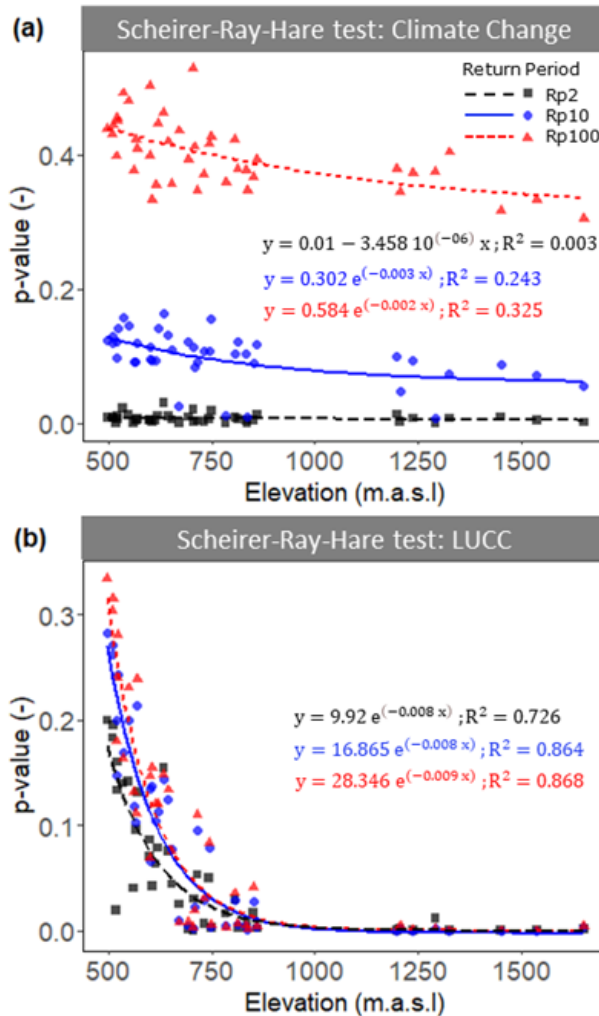 (a)
Scheirer-Ray-Hare test: Climate Change
Return Period
Rp2
Rp10
Rp100
0.4
0.2
0.0
p-value (-)
y = 0.01 − 3.458 10^(−06) x ; R² = 0.003
y = 0.302 e^(−0.003 x) ; R² = 0.243
y = 0.584 e^(−0.002 x) ; R² = 0.325
500 750 1000 1250 1500
Elevation (m.a.s.l)
(b)
Scheirer-Ray-Hare test: LUCC
0.3
0.2
0.1
0.0
p-value (-)
y = 9.92 e^(−0.008 x) ; R² = 0.726
y = 16.865 e^(−0.008 x) ; R² = 0.864
y = 28.346 e^(−0.009 x) ; R² = 0.868
500 750 1000 1250 1500
Elevation (m.a.s.l)